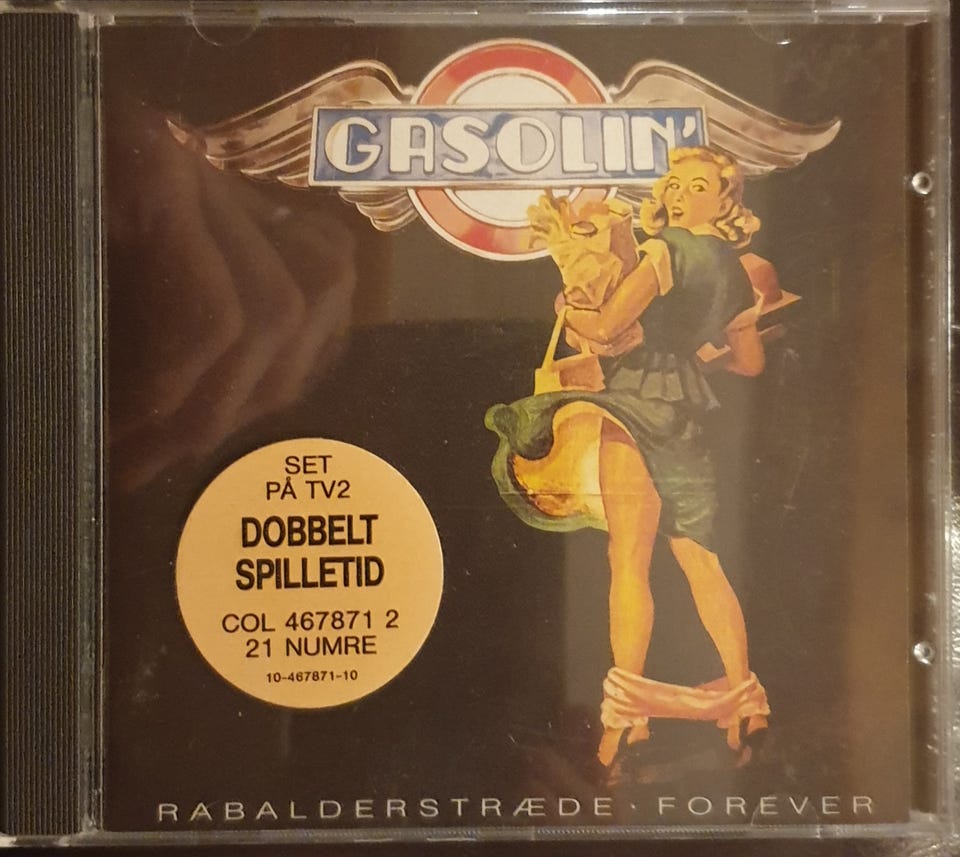 GASOLIN'
SET
PÅ TV2
DOBBELT
SPILLETID
COL 467871 2
21 NUMRE
10-467871-10
RABALDERSTRÆDE · FOREVER